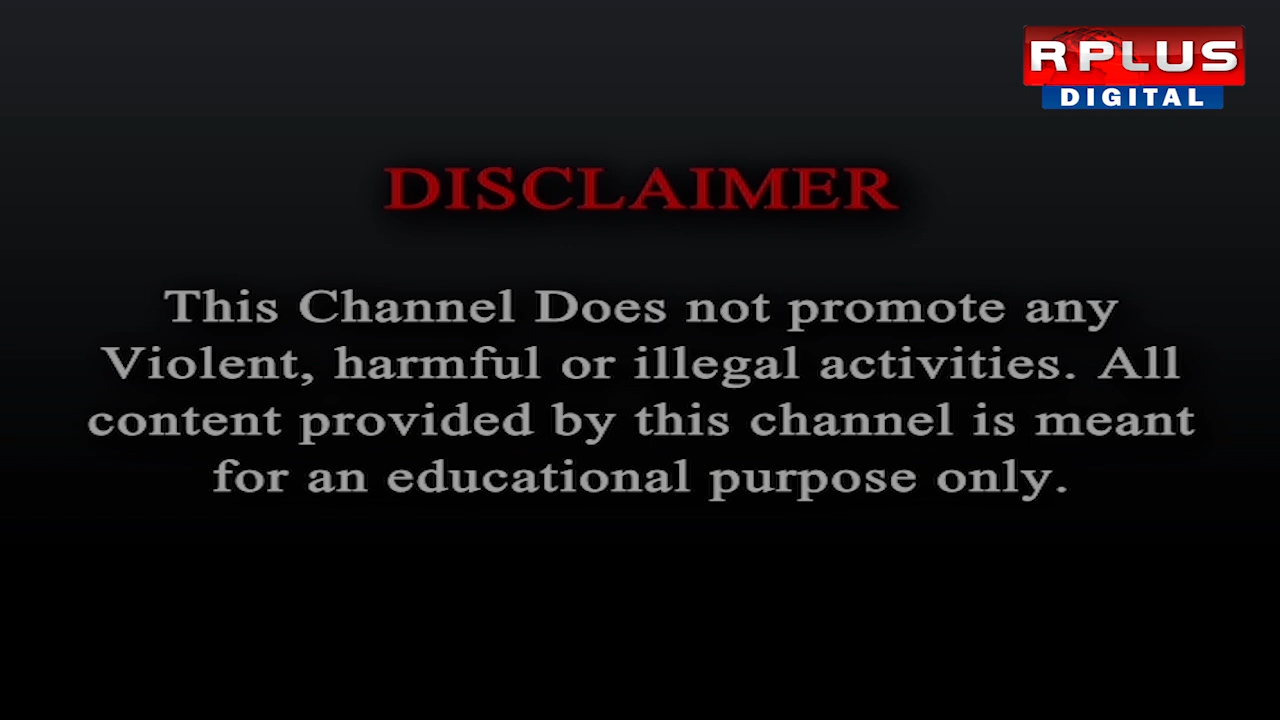 RPLUS
DIGITAL
DISCLAIMER
This Channel Does not promote any
Violent, harmful or illegal activities. All
content provided by this channel is meant
for an educational purpose only.